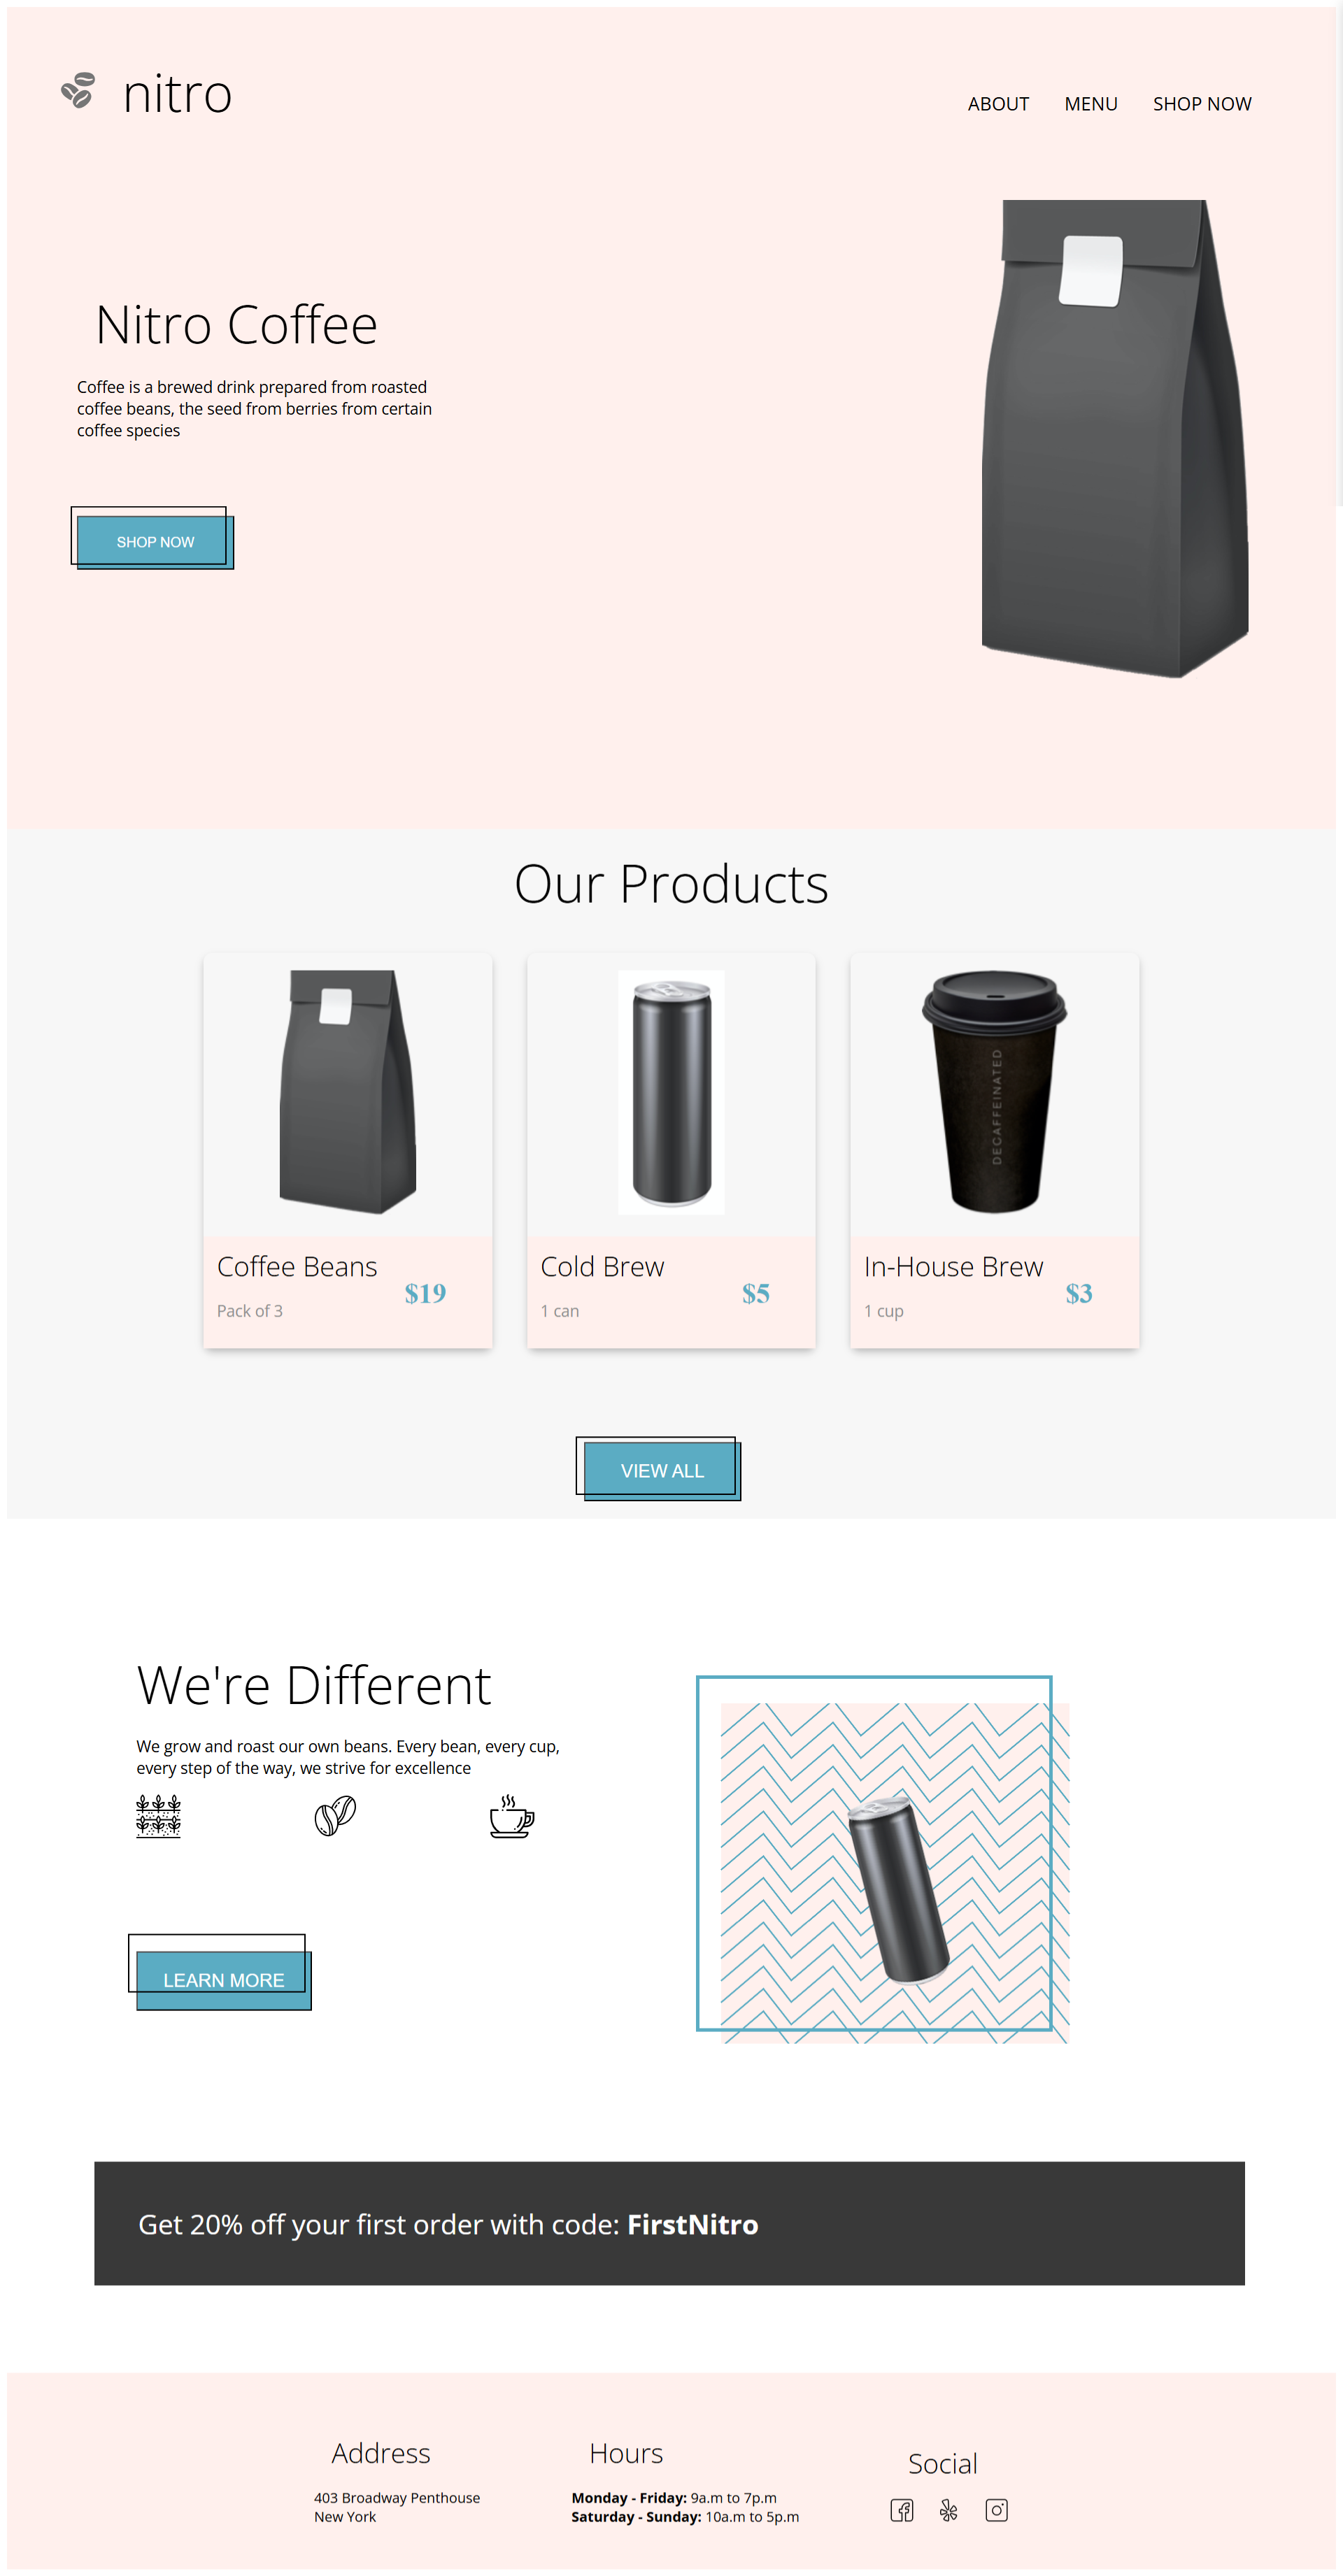 nitro
ABOUT MENU SHOP NOW
Nitro Coffee
Coffee is a brewed drink prepared from roasted
coffee beans, the seed from berries from certain
coffee species
SHOP NOW
Our Products
DECAFFEINATED
Coffee Beans
$19
Pack of 3
Cold Brew
$5
1 can
In-House Brew
$3
1 cup
VIEW ALL
We're Different
We grow and roast our own beans. Every bean, every cup,
every step of the way, we strive for excellence
LEARN MORE
Get 20% off your first order with code: FirstNitro
Address
403 Broadway Penthouse
New York
Hours
Monday - Friday: 9a.m to 7p.m
Saturday - Sunday: 10a.m to 5p.m
Social